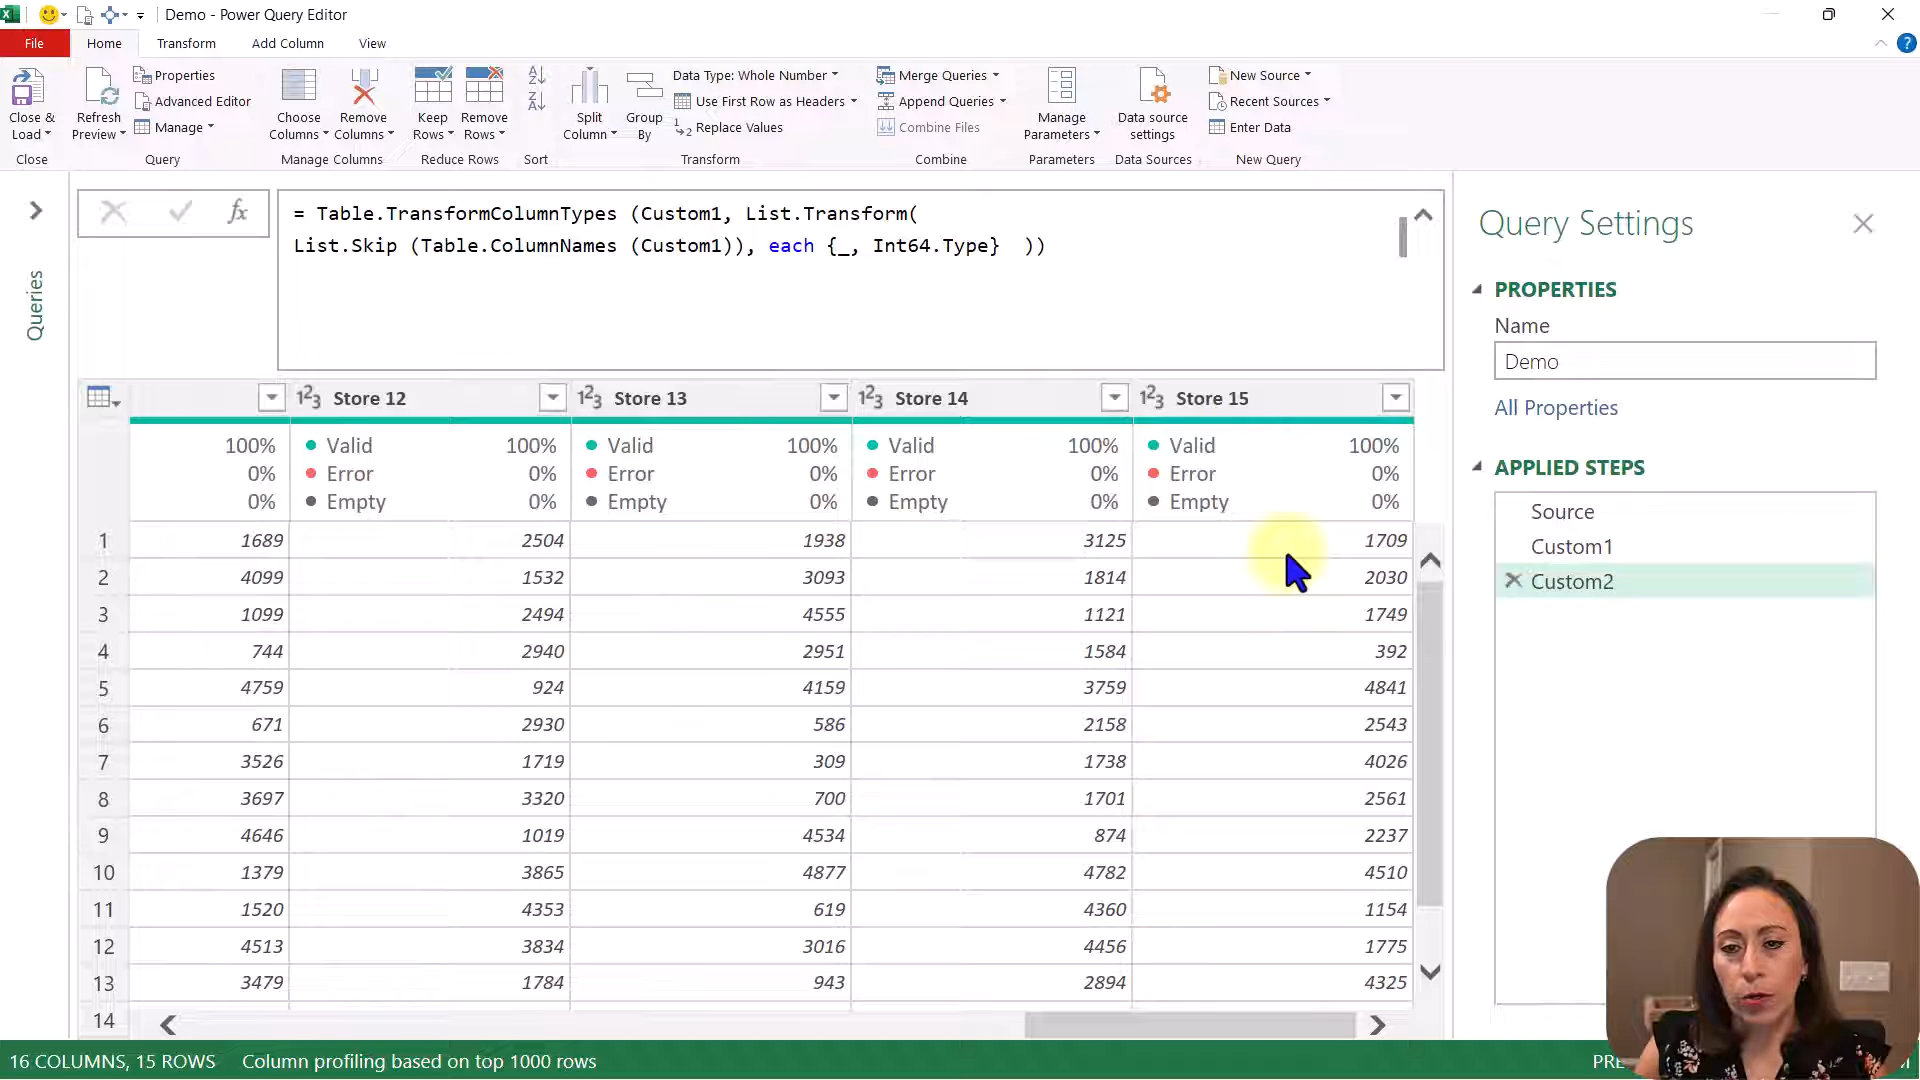 Demo - Power Query Editor
File
Home
Transform
Add Column
View
Close & Load
Refresh Preview
Properties
Advanced Editor
Manage
Choose Columns
Remove Columns
Keep Rows
Remove Rows
A
Z
Z
A
Split Column
Group By
Data Type: Whole Number
Use First Row as Headers
1 2 Replace Values
Merge Queries
Append Queries
Combine Files
Manage Parameters
Data source settings
New Source
Recent Sources
Enter Data
Close
Query
Manage Columns
Reduce Rows
Sort
Transform
Combine
Parameters
Data Sources
New Query
fx
= Table.TransformColumnTypes (Custom1, List.Transform(
List.Skip (Table.ColumnNames (Custom1)), each {_, Int64.Type}  ))
Queries
123 Store 12 123 Store 13 123 Store 14 123 Store 15
100% Valid 100% Valid 100% Valid 100% Valid 100%
0% Error 0% Error 0% Error 0% Error 0%
0% Empty 0% Empty 0% Empty 0% Empty 0%
1 1689 2504 1938 3125 1709
2 4099 1532 3093 1814 2030
3 1099 2494 4555 1121 1749
4 744 2940 2951 1584 392
5 4759 924 4159 3759 4841
6 671 2930 586 2158 2543
7 3526 1719 309 1738 4026
8 3697 3320 700 1701 2561
9 4646 1019 4534 874 2237
10 1379 3865 4877 4782 4510
11 1520 4353 619 4360 1154
12 4513 3834 3016 4456 1775
13 3479 1784 943 2894 4325
14
Query Settings
PROPERTIES
Name
Demo
All Properties
APPLIED STEPS
Source
Custom1
Custom2
16 COLUMNS, 15 ROWS
Column profiling based on top 1000 rows